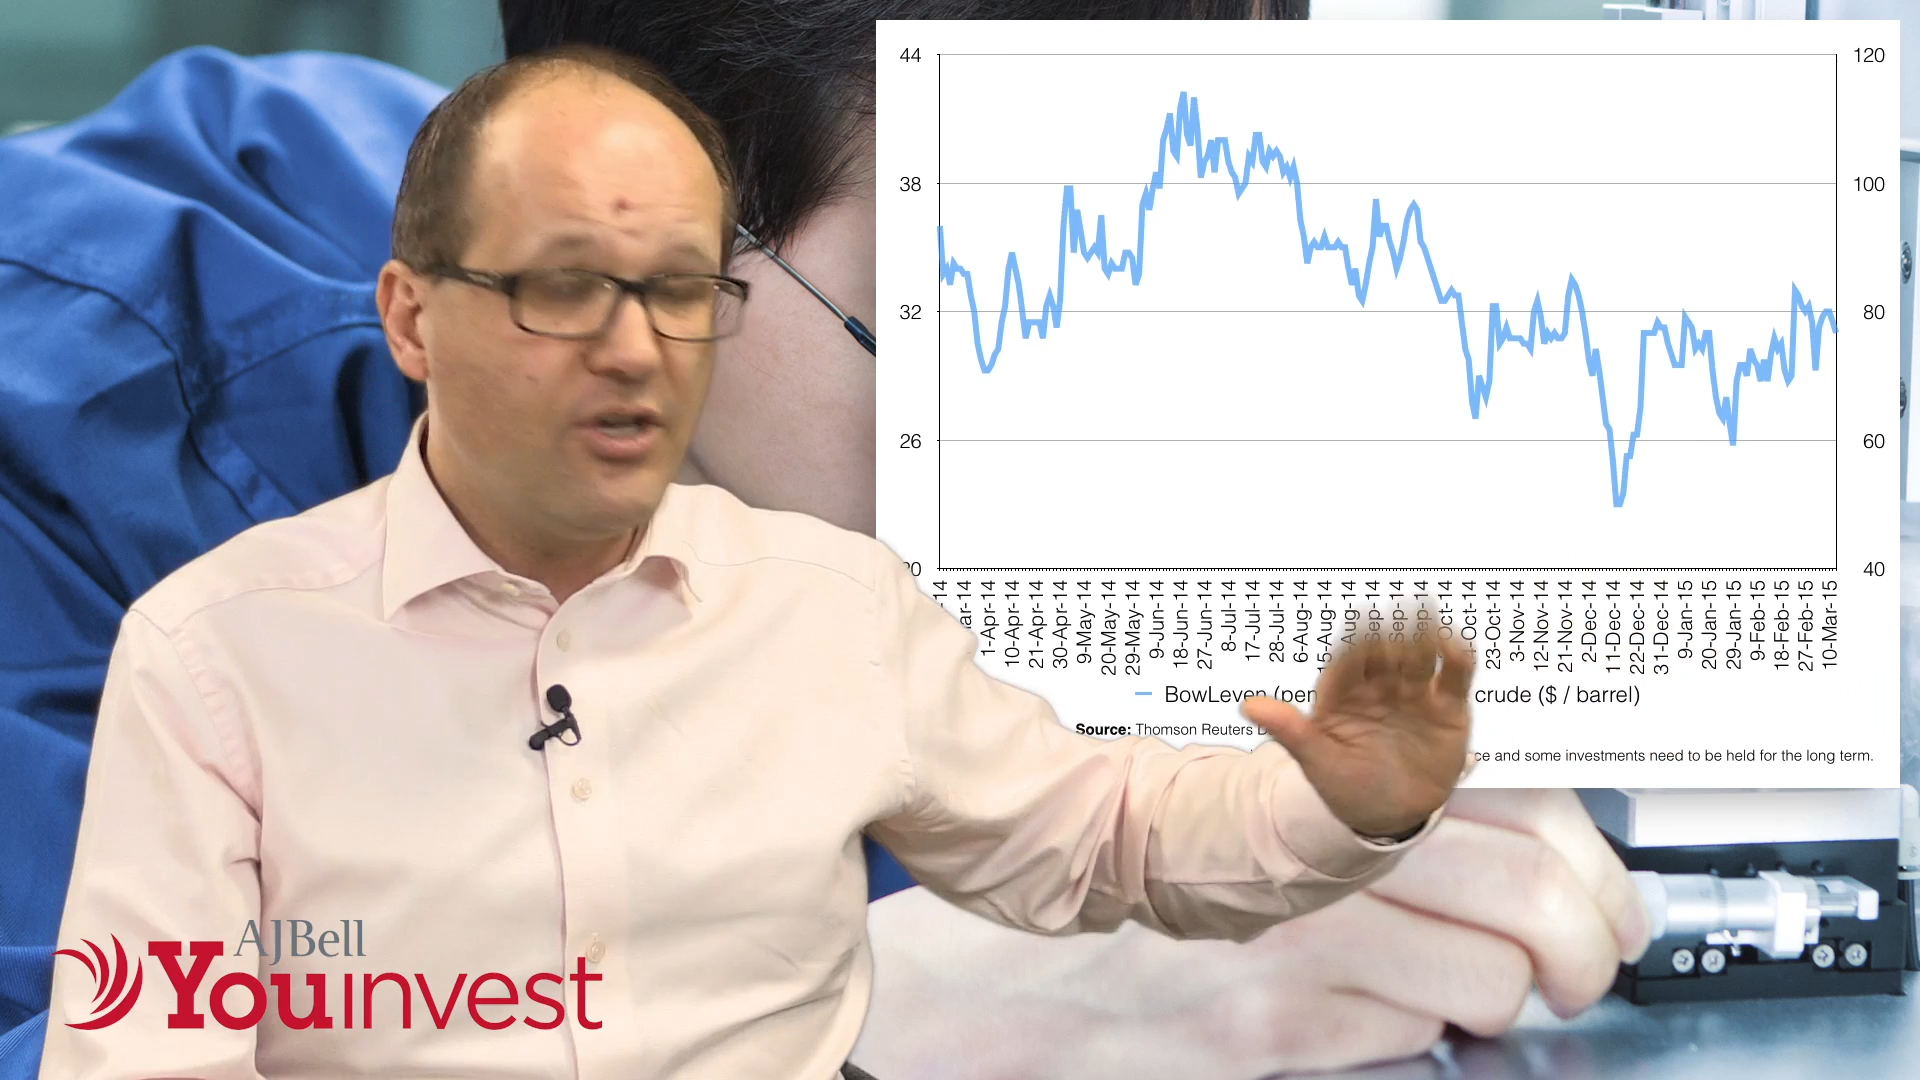 44
120
38
100
32
80
26
60
40
1-Apr-14
10-Apr-14
21-Apr-14
30-Apr-14
9-May-14
20-May-14
29-May-14
9-Jun-14
18-Jun-14
27-Jun-14
8-Jul-14
17-Jul-14
28-Jul-14
6-Aug-14
15-Aug-14
23-Oct-14
3-Nov-14
12-Nov-14
21-Nov-14
2-Dec-14
11-Dec-14
22-Dec-14
31-Dec-14
9-Jan-15
20-Jan-15
29-Jan-15
9-Feb-15
18-Feb-15
27-Feb-15
10-Mar-15
BowLeven crude ($ / barrel)
Source: Thomson Reuters
and some investments need to be held for the long term.
AJBell
Youinvest